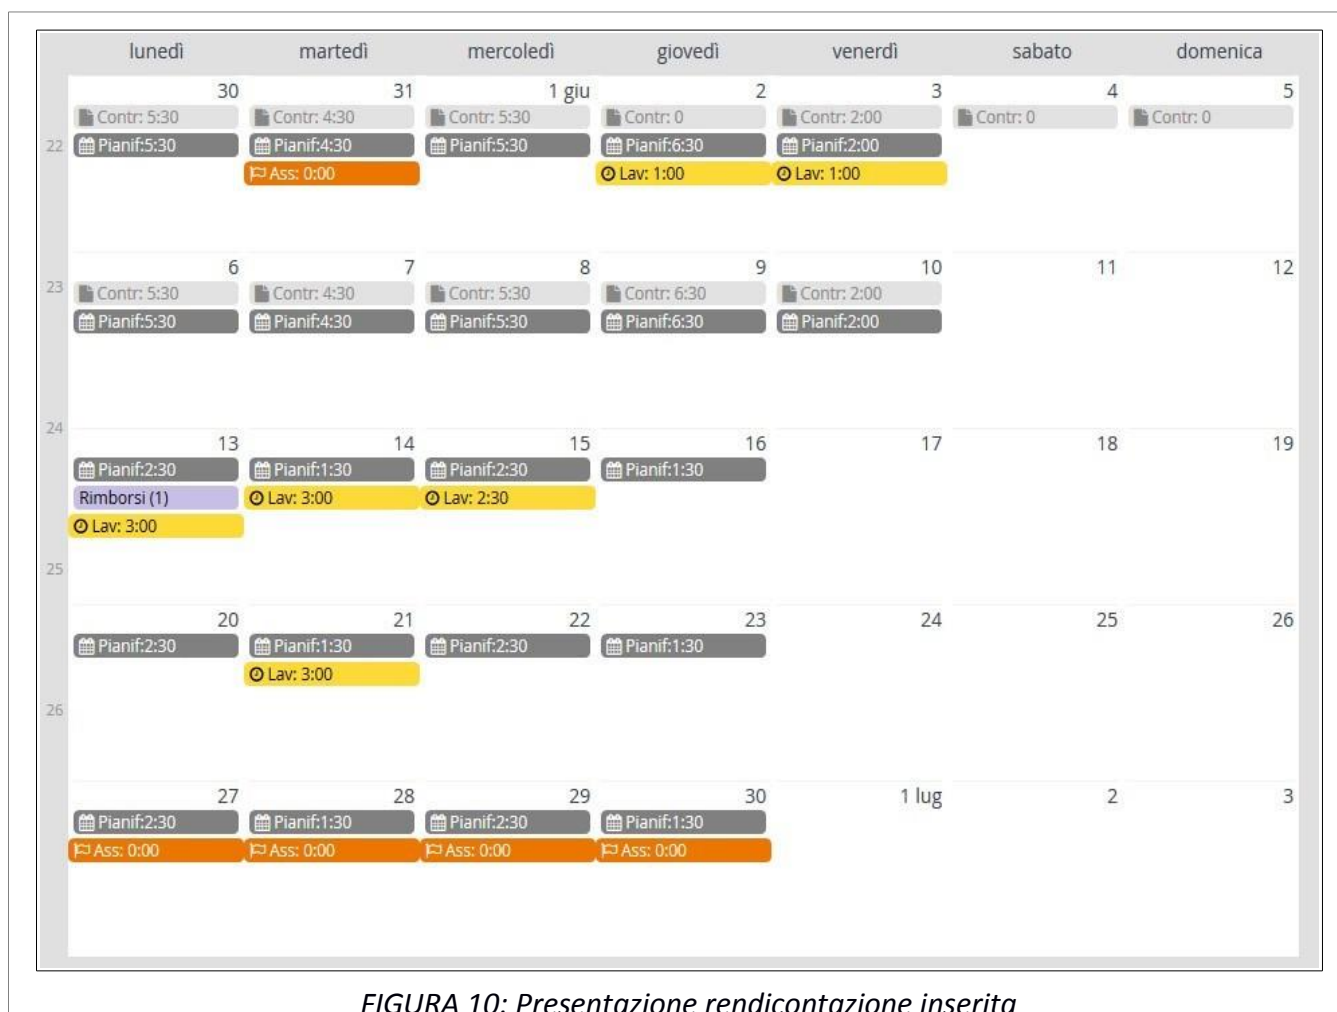 lunedì martedì mercoledì giovedì venerdì sabato domenica
30 31 1 giu 2 3 4 5
Contr: 5:30 Contr: 4:30 Contr: 5:30 Contr: 0 Contr: 2:00 Contr: 0 Contr: 0
22 Pianif:5:30 Pianif:4:30 Pianif:5:30 Pianif:6:30 Pianif:2:00
Ass: 0:00 Lav: 1:00 Lav: 1:00
6 7 8 9 10 11 12
23 Contr: 5:30 Contr: 4:30 Contr: 5:30 Contr: 6:30 Contr: 2:00
Pianif:5:30 Pianif:4:30 Pianif:5:30 Pianif:6:30 Pianif:2:00
24
13 14 15 16 17 18 19
Pianif:2:30 Pianif:1:30 Pianif:2:30 Pianif:1:30
Rimborsi (1) Lav: 3:00 Lav: 2:30
Lav: 3:00
25
20 21 22 23 24 25 26
Pianif:2:30 Pianif:1:30 Pianif:2:30 Pianif:1:30
Lav: 3:00
26
27 28 29 30 1 lug 2 3
Pianif:2:30 Pianif:1:30 Pianif:2:30 Pianif:1:30
Ass: 0:00 Ass: 0:00 Ass: 0:00 Ass: 0:00
FIGURA 10: Presentazione rendicontazione inserita